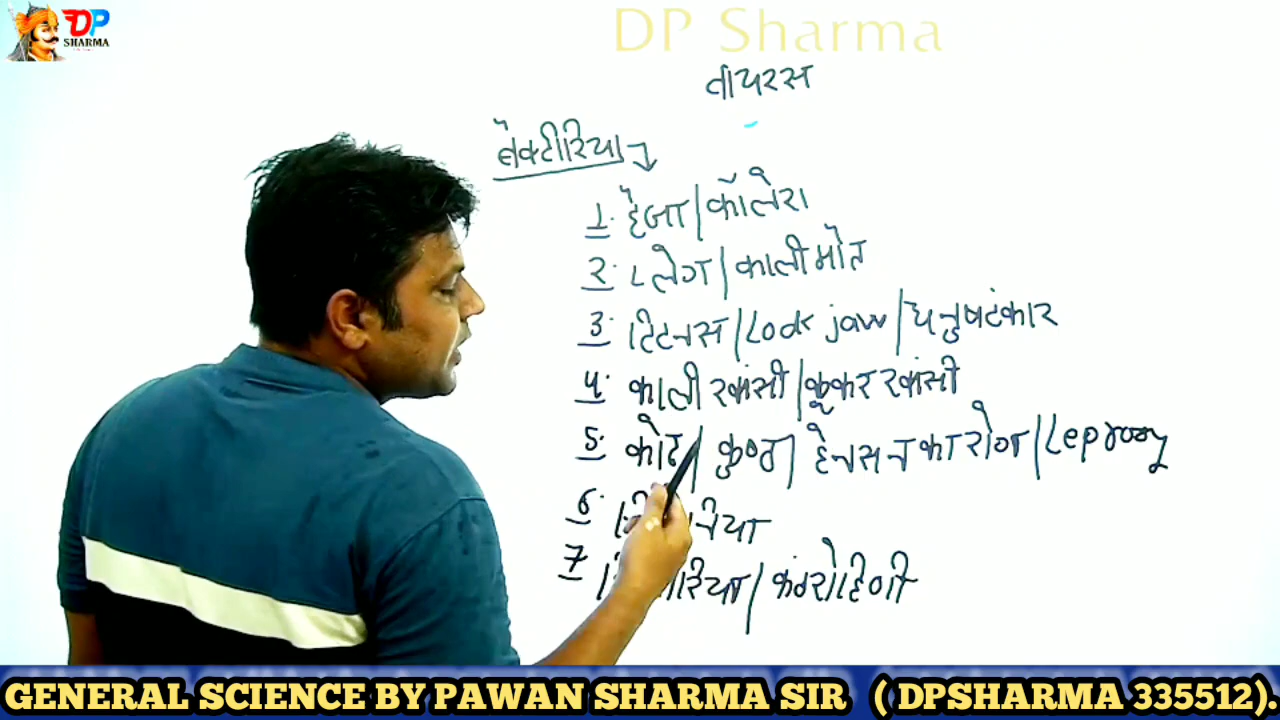 DP
SHARMA
DP Sharma
वायरस
बैक्टीरिया →
1. हैजा / कॉलेरा
2. प्लेग / काली मौत
3. टिटनस / Lock jaw / धनुषटंकार
4. काली खांसी / कूकर खांसी
5. कोढ / कुष्ठ / हेनसन का रोग / Leprosy
6.
7 / कंठरोहिणी
GENERAL SCIENCE BY PAWAN SHARMA SIR ( DPSHARMA 335512).